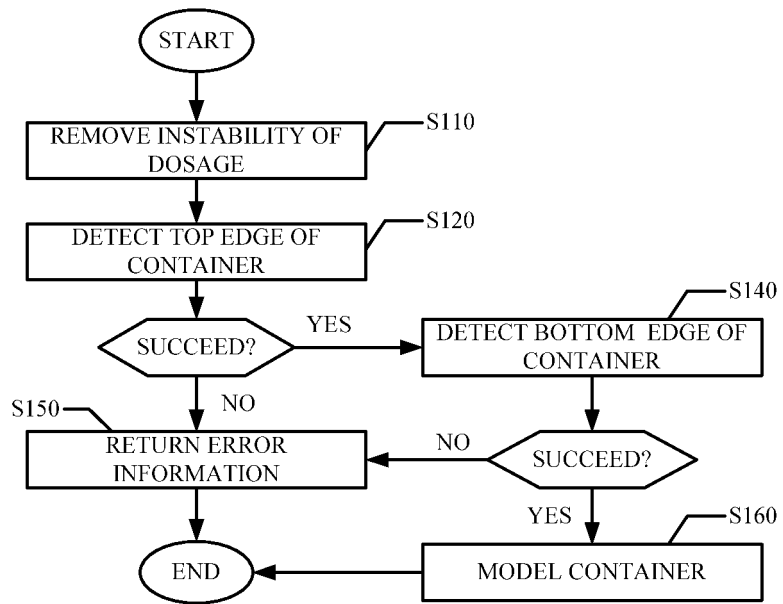 START
REMOVE INSTABILITY OF
DOSAGE
S110
DETECT TOP EDGE OF
CONTAINER
S120
SUCCEED?
YES
DETECT BOTTOM EDGE OF
CONTAINER
S140
NO
S150
RETURN ERROR
INFORMATION
NO
SUCCEED?
YES
S160
MODEL CONTAINER
END